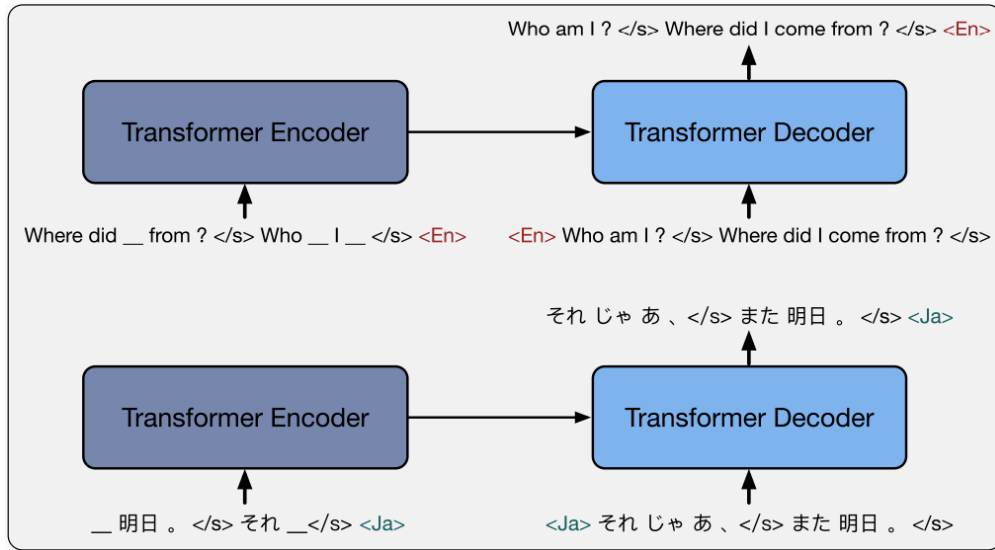 Who am I ? </s> Where did I come from ? </s> <En>
Transformer Encoder
Transformer Decoder
Where did __ from ? </s> Who __ I __ </s> <En>
<En> Who am I ? </s> Where did I come from ? </s>
それ じゃ あ 、</s> また 明日 。 </s> <Ja>
Transformer Encoder
Transformer Decoder
__ 明日 。 </s> それ __</s> <Ja>
<Ja> それ じゃ あ 、</s> また 明日 。 </s>